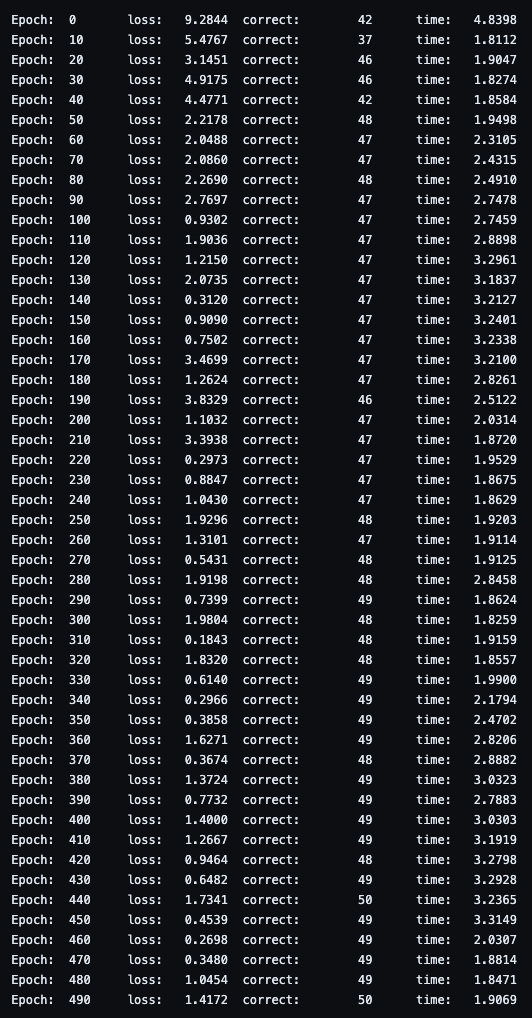 Epoch: 0 loss: 9.2844 correct: 42 time: 4.8398
Epoch: 10 loss: 5.4767 correct: 37 time: 1.8112
Epoch: 20 loss: 3.1451 correct: 46 time: 1.9047
Epoch: 30 loss: 4.9175 correct: 46 time: 1.8274
Epoch: 40 loss: 4.4771 correct: 42 time: 1.8584
Epoch: 50 loss: 2.2178 correct: 48 time: 1.9498
Epoch: 60 loss: 2.0488 correct: 47 time: 2.3105
Epoch: 70 loss: 2.0860 correct: 47 time: 2.4315
Epoch: 80 loss: 2.2690 correct: 48 time: 2.4910
Epoch: 90 loss: 2.7697 correct: 47 time: 2.7478
Epoch: 100 loss: 0.9302 correct: 47 time: 2.7459
Epoch: 110 loss: 1.9036 correct: 47 time: 2.8898
Epoch: 120 loss: 1.2150 correct: 47 time: 3.2961
Epoch: 130 loss: 2.0735 correct: 47 time: 3.1837
Epoch: 140 loss: 0.3120 correct: 47 time: 3.2127
Epoch: 150 loss: 0.9090 correct: 47 time: 3.2401
Epoch: 160 loss: 0.7502 correct: 47 time: 3.2338
Epoch: 170 loss: 3.4699 correct: 47 time: 3.2100
Epoch: 180 loss: 1.2624 correct: 47 time: 2.8261
Epoch: 190 loss: 3.8329 correct: 46 time: 2.5122
Epoch: 200 loss: 1.1032 correct: 47 time: 2.0314
Epoch: 210 loss: 3.3938 correct: 47 time: 1.8720
Epoch: 220 loss: 0.2973 correct: 47 time: 1.9529
Epoch: 230 loss: 0.8847 correct: 47 time: 1.8675
Epoch: 240 loss: 1.0430 correct: 47 time: 1.8629
Epoch: 250 loss: 1.9296 correct: 48 time: 1.9203
Epoch: 260 loss: 1.3101 correct: 47 time: 1.9114
Epoch: 270 loss: 0.5431 correct: 48 time: 1.9125
Epoch: 280 loss: 1.9198 correct: 48 time: 2.8458
Epoch: 290 loss: 0.7399 correct: 49 time: 1.8624
Epoch: 300 loss: 1.9804 correct: 48 time: 1.8259
Epoch: 310 loss: 0.1843 correct: 48 time: 1.9159
Epoch: 320 loss: 1.8320 correct: 48 time: 1.8557
Epoch: 330 loss: 0.6140 correct: 49 time: 1.9900
Epoch: 340 loss: 0.2966 correct: 49 time: 2.1794
Epoch: 350 loss: 0.3858 correct: 49 time: 2.4702
Epoch: 360 loss: 1.6271 correct: 49 time: 2.8206
Epoch: 370 loss: 0.3674 correct: 48 time: 2.8882
Epoch: 380 loss: 1.3724 correct: 49 time: 3.0323
Epoch: 390 loss: 0.7732 correct: 49 time: 2.7883
Epoch: 400 loss: 1.4000 correct: 49 time: 3.0303
Epoch: 410 loss: 1.2667 correct: 49 time: 3.1919
Epoch: 420 loss: 0.9464 correct: 48 time: 3.2798
Epoch: 430 loss: 0.6482 correct: 49 time: 3.2928
Epoch: 440 loss: 1.7341 correct: 50 time: 3.2365
Epoch: 450 loss: 0.4539 correct: 49 time: 3.3149
Epoch: 460 loss: 0.2698 correct: 49 time: 2.0307
Epoch: 470 loss: 0.3480 correct: 49 time: 1.8814
Epoch: 480 loss: 1.0454 correct: 49 time: 1.8471
Epoch: 490 loss: 1.4172 correct: 50 time: 1.9069